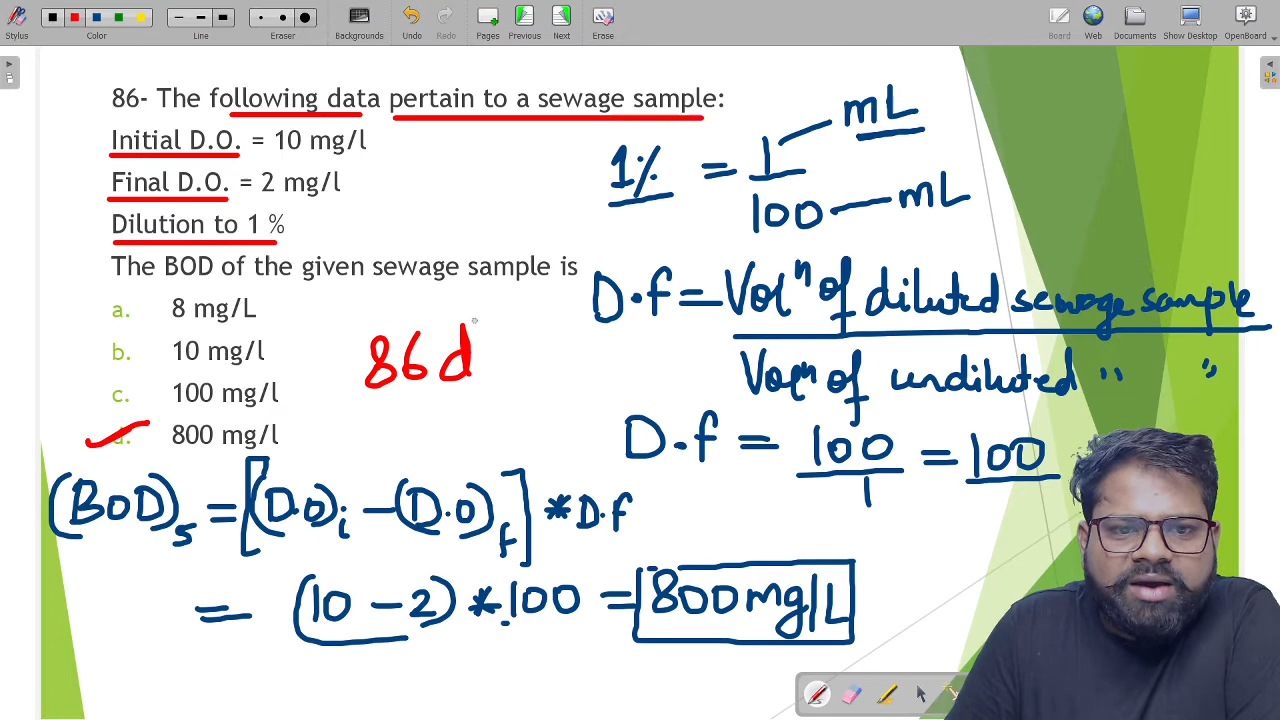 Stylus Color Line Eraser Backgrounds Undo Redo Pages Previous Next Erase Board Web Documents Show Desktop OpenBoard
86- The following data pertain to a sewage sample:
Initial D.O. = 10 mg/l
Final D.O. = 2 mg/l
Dilution to 1 %
The BOD of the given sewage sample is
a. 8 mg/L
b. 10 mg/l
c. 100 mg/l
d. 800 mg/l
86 d
1% = 1 mL
100 mL
D.f = Volⁿ of diluted sewage sample
Volⁿ of undiluted " "
D.f = 100 = 100
1
(BOD)₅ = [(D.O)i - (D.O)f] * D.f
= (10 - 2) * 100 = 800 mg/L